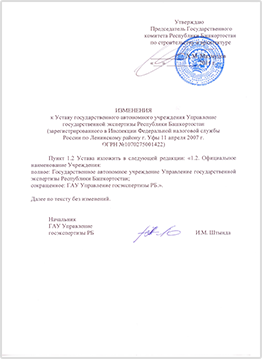 Утверждаю
Председатель Государственного
комитета Республики Башкортостан
по строительству и архитектуре
ИЗМЕНЕНИЯ
к Уставу государственного автономного учреждения Управление
государственной экспертизы Республики Башкортостан
(зарегистрированного в Инспекции Федеральной налоговой службы
России по Ленинскому району г. Уфы 11 апреля 2007 г.
ОГРН №1070275001422)
Пункт 1.2 Устава изложить в следующей редакции: «1.2. Официальное
наименование Учреждения:
полное: Государственное автономное учреждение Управление государственной
экспертизы Республики Башкортостан;
сокращенное: ГАУ Управление госэкспертизы РБ.».
Далее по тексту без изменений.
Начальник
ГАУ Управление
госэкспертизы РБ
И.М. Штанда